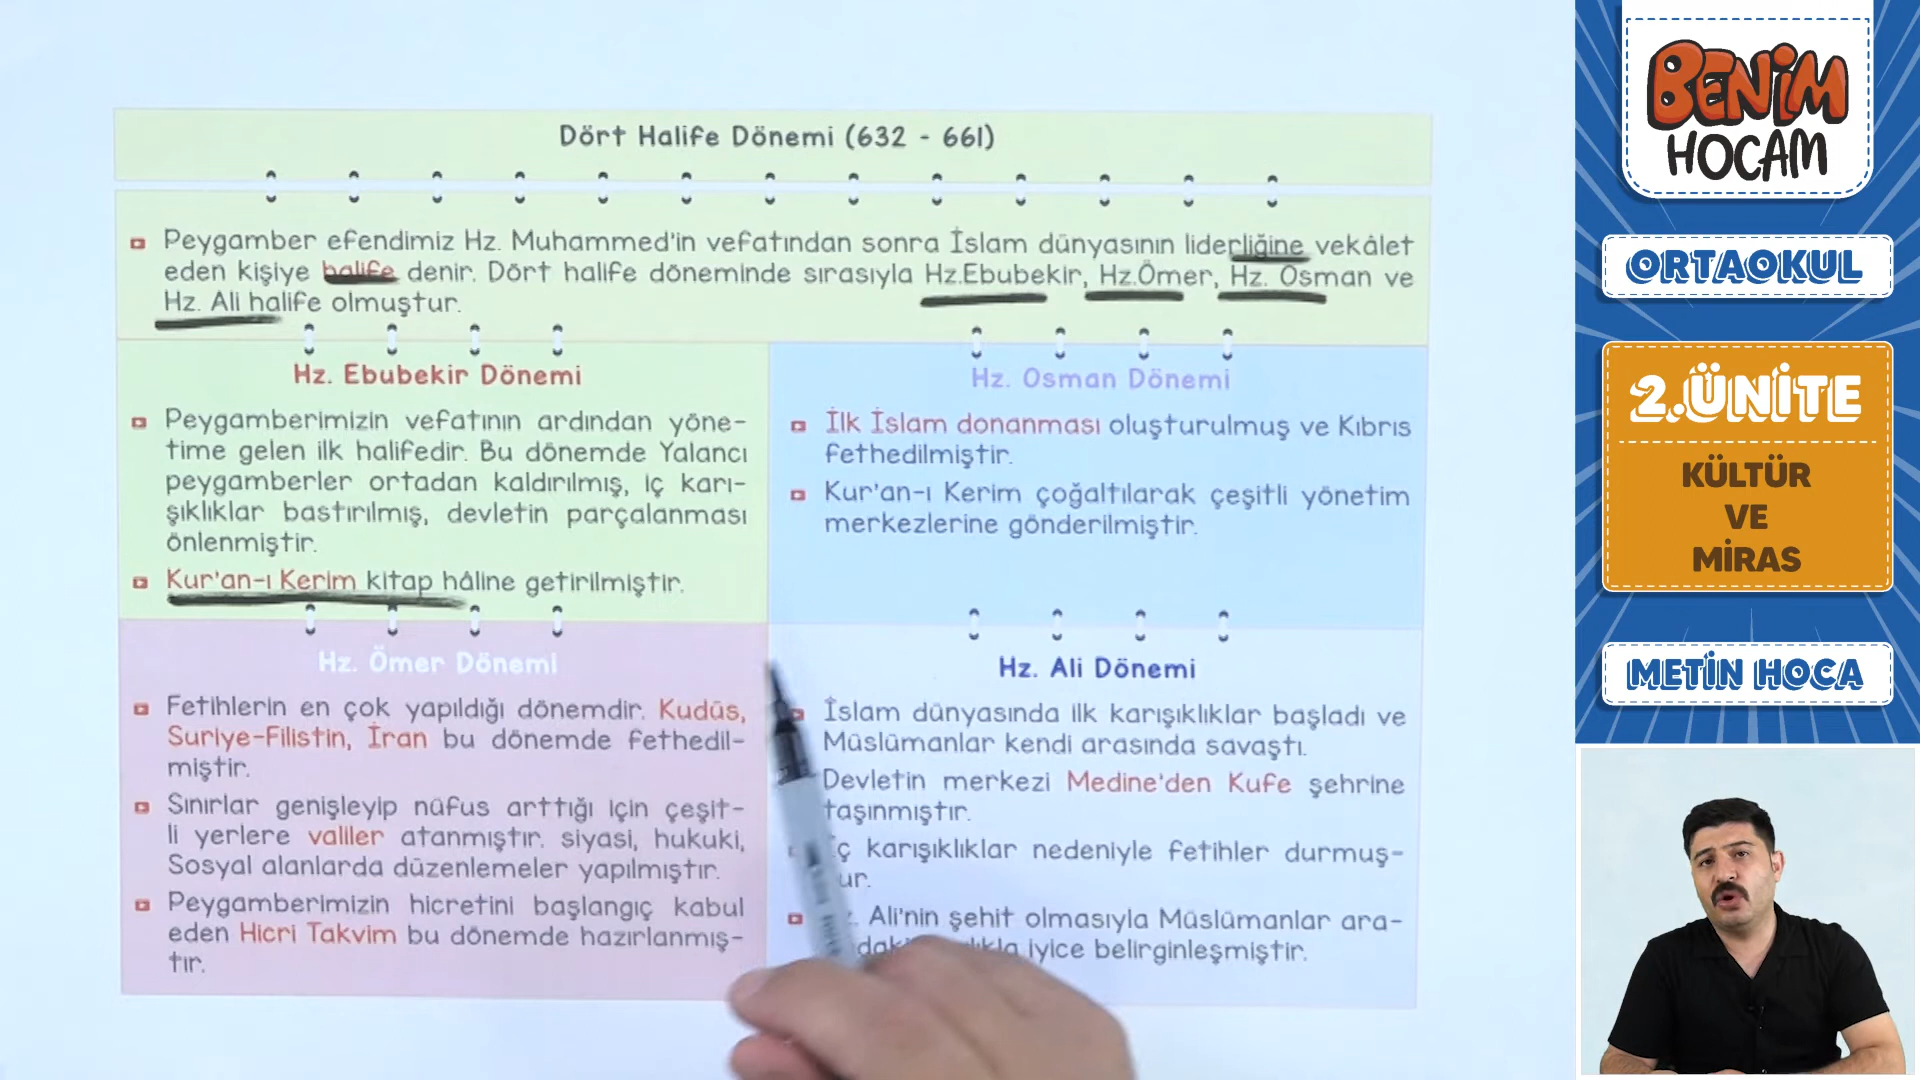 Dört Halife Dönemi (632 - 661)
Peygamber efendimiz Hz. Muhammed'in vefatından sonra İslam dünyasının liderliğine vekâlet
eden kişiye halife denir. Dört halife döneminde sırasıyla Hz.Ebubekir, Hz.Ömer, Hz. Osman ve
Hz. Ali halife olmuştur.
Hz. Ebubekir Dönemi
Peygamberimizin vefatının ardından yöne-
time gelen ilk halifedir. Bu dönemde Yalancı
peygamberler ortadan kaldırılmış, iç karı-
şıklıklar bastırılmış, devletin parçalanması
önlenmiştir.
Kur'an-ı Kerim kitap hâline getirilmiştir.
Hz. Osman Dönemi
İlk İslam donanması oluşturulmuş ve Kıbrıs
fethedilmiştir.
Kur'an-ı Kerim çoğaltılarak çeşitli yönetim
merkezlerine gönderilmiştir.
Hz. Ömer Dönemi
Fetihlerin en çok yapıldığı dönemdir. Kudüs,
Suriye-Filistin, İran bu dönemde fethedil-
miştir.
Sınırlar genişleyip nüfus arttığı için çeşit-
li yerlere valiler atanmıştır. siyasi, hukuki,
Sosyal alanlarda düzenlemeler yapılmıştır.
Peygamberimizin hicretini başlangıç kabul
eden Hicri Takvim bu dönemde hazırlanmış-
tır.
Hz. Ali Dönemi
İslam dünyasında ilk karışıklıklar başladı ve
Müslümanlar kendi arasında savaştı.
Devletin merkezi Medine'den Kufe şehrine
taşınmıştır.
karışıklıklar nedeniyle fetihler durmuş-
Ali'nin şehit olmasıyla Müslümanlar ara-
iyice belirginleşmiştir.
BENİM
HOCAM
ORTAOKUL
2.ÜNİTE
KÜLTÜR
VE
MİRAS
METİN HOCA